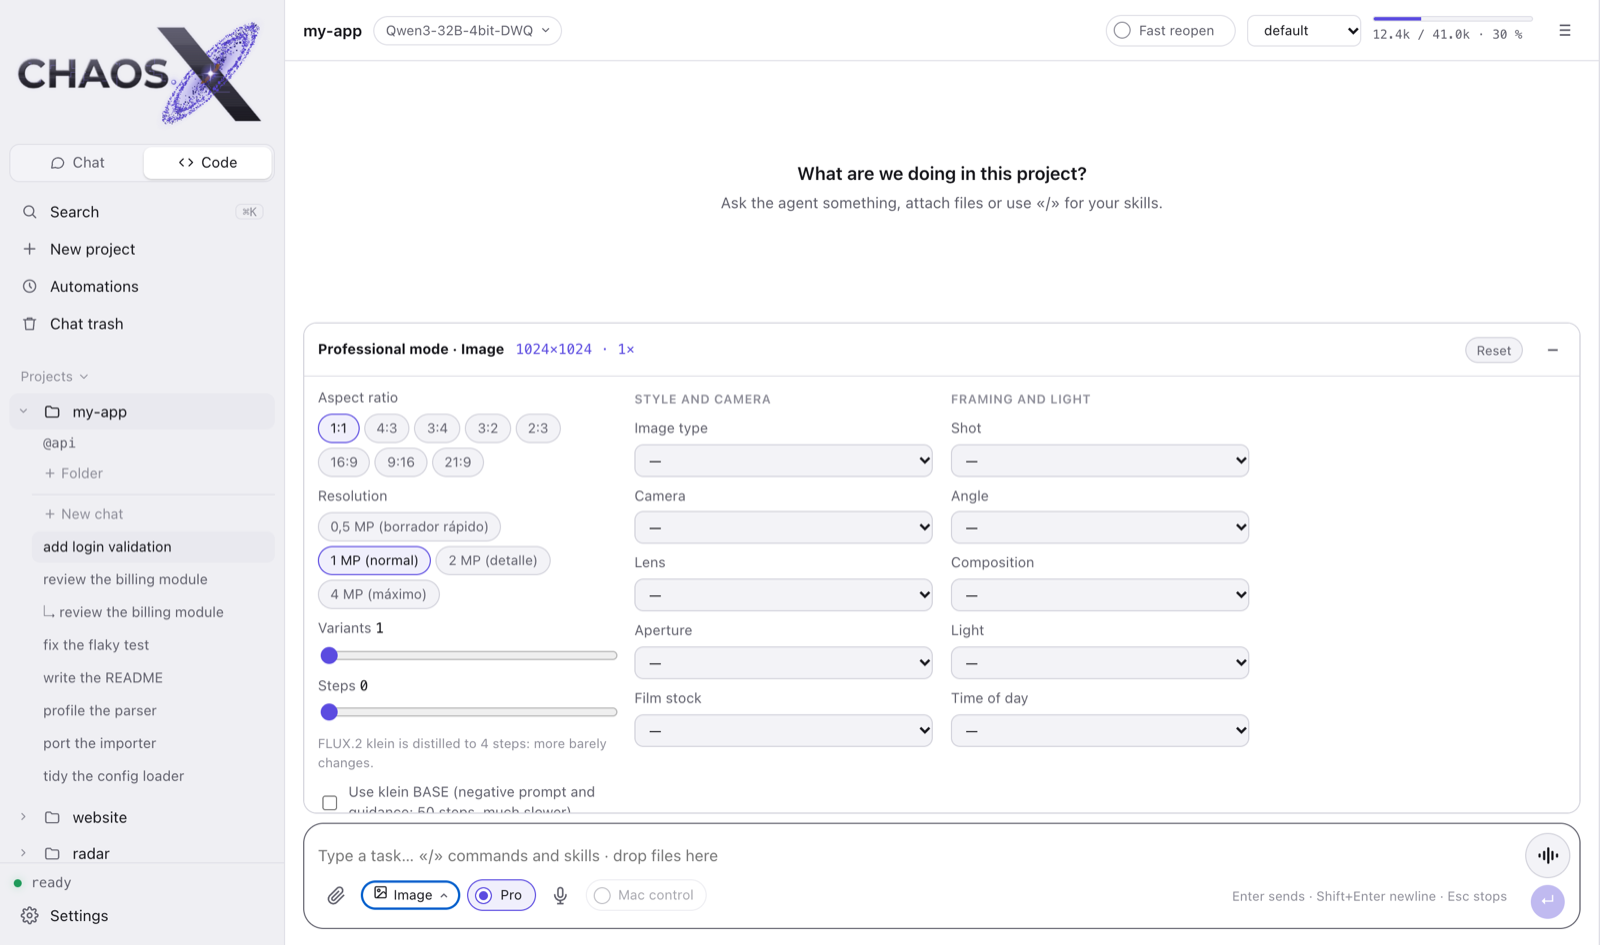 CHAOSX
Chat
Code
Search
⌘K
New project
Automations
Chat trash
Projects
my-app
@api
+ Folder
+ New chat
add login validation
review the billing module
review the billing module
fix the flaky test
write the README
profile the parser
port the importer
tidy the config loader
website
radar
ready
Settings
my-app
Qwen3-32B-4bit-DWQ
Fast reopen
default
12.4k / 41.0k · 30 %
What are we doing in this project?
Ask the agent something, attach files or use «/» for your skills.
Professional mode · Image 1024×1024 · 1×
Reset
Aspect ratio
1:1 4:3 3:4 3:2 2:3
16:9 9:16 21:9
Resolution
0,5 MP (borrador rápido)
1 MP (normal) 2 MP (detalle)
4 MP (máximo)
Variants 1
Steps 0
FLUX.2 klein is distilled to 4 steps: more barely
changes.
Use klein BASE (negative prompt and
guidance; 50 steps, much slower)
STYLE AND CAMERA
Image type
—
Camera
—
Lens
—
Aperture
—
Film stock
—
FRAMING AND LIGHT
Shot
—
Angle
—
Composition
—
Light
—
Time of day
—
Type a task… «/» commands and skills · drop files here
Image
Pro
Mac control
Enter sends · Shift+Enter newline · Esc stops